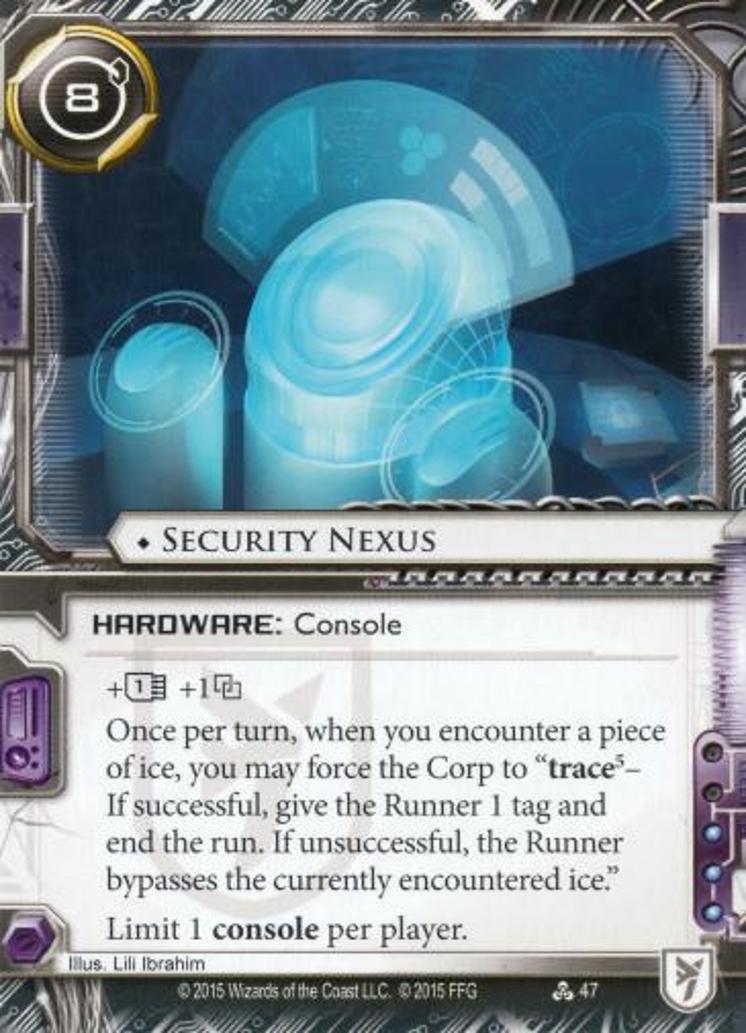 8
⬥ SECURITY NEXUS
HARDWARE: Console
+1 +1
Once per turn, when you encounter a piece
of ice, you may force the Corp to “trace⁵–
If successful, give the Runner 1 tag and
end the run. If unsuccessful, the Runner
bypasses the currently encountered ice.”
Limit 1 console per player.
Illus. Lili Ibrahim
© 2015 Wizards of the Coast LLC. © 2015 FFG
47